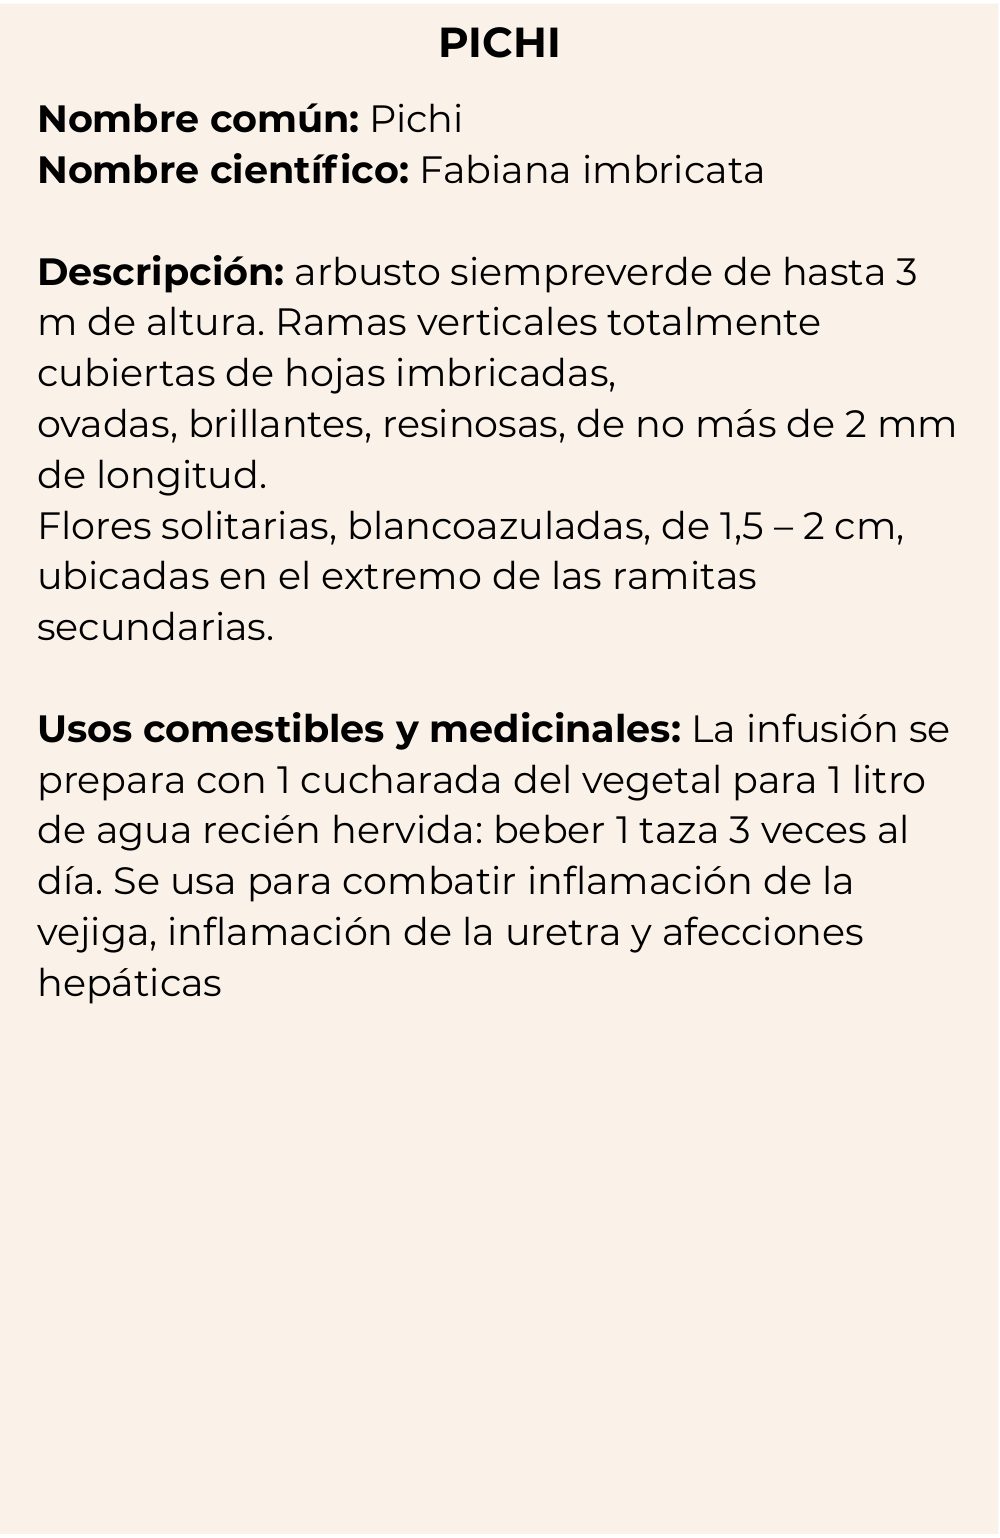 PICHI
Nombre común: Pichi
Nombre científico: Fabiana imbricata
Descripción: arbusto siempreverde de hasta 3
m de altura. Ramas verticales totalmente
cubiertas de hojas imbricadas,
ovadas, brillantes, resinosas, de no más de 2 mm
de longitud.
Flores solitarias, blancoazuladas, de 1,5 – 2 cm,
ubicadas en el extremo de las ramitas
secundarias.
Usos comestibles y medicinales: La infusión se
prepara con 1 cucharada del vegetal para 1 litro
de agua recién hervida: beber 1 taza 3 veces al
día. Se usa para combatir inflamación de la
vejiga, inflamación de la uretra y afecciones
hepáticas